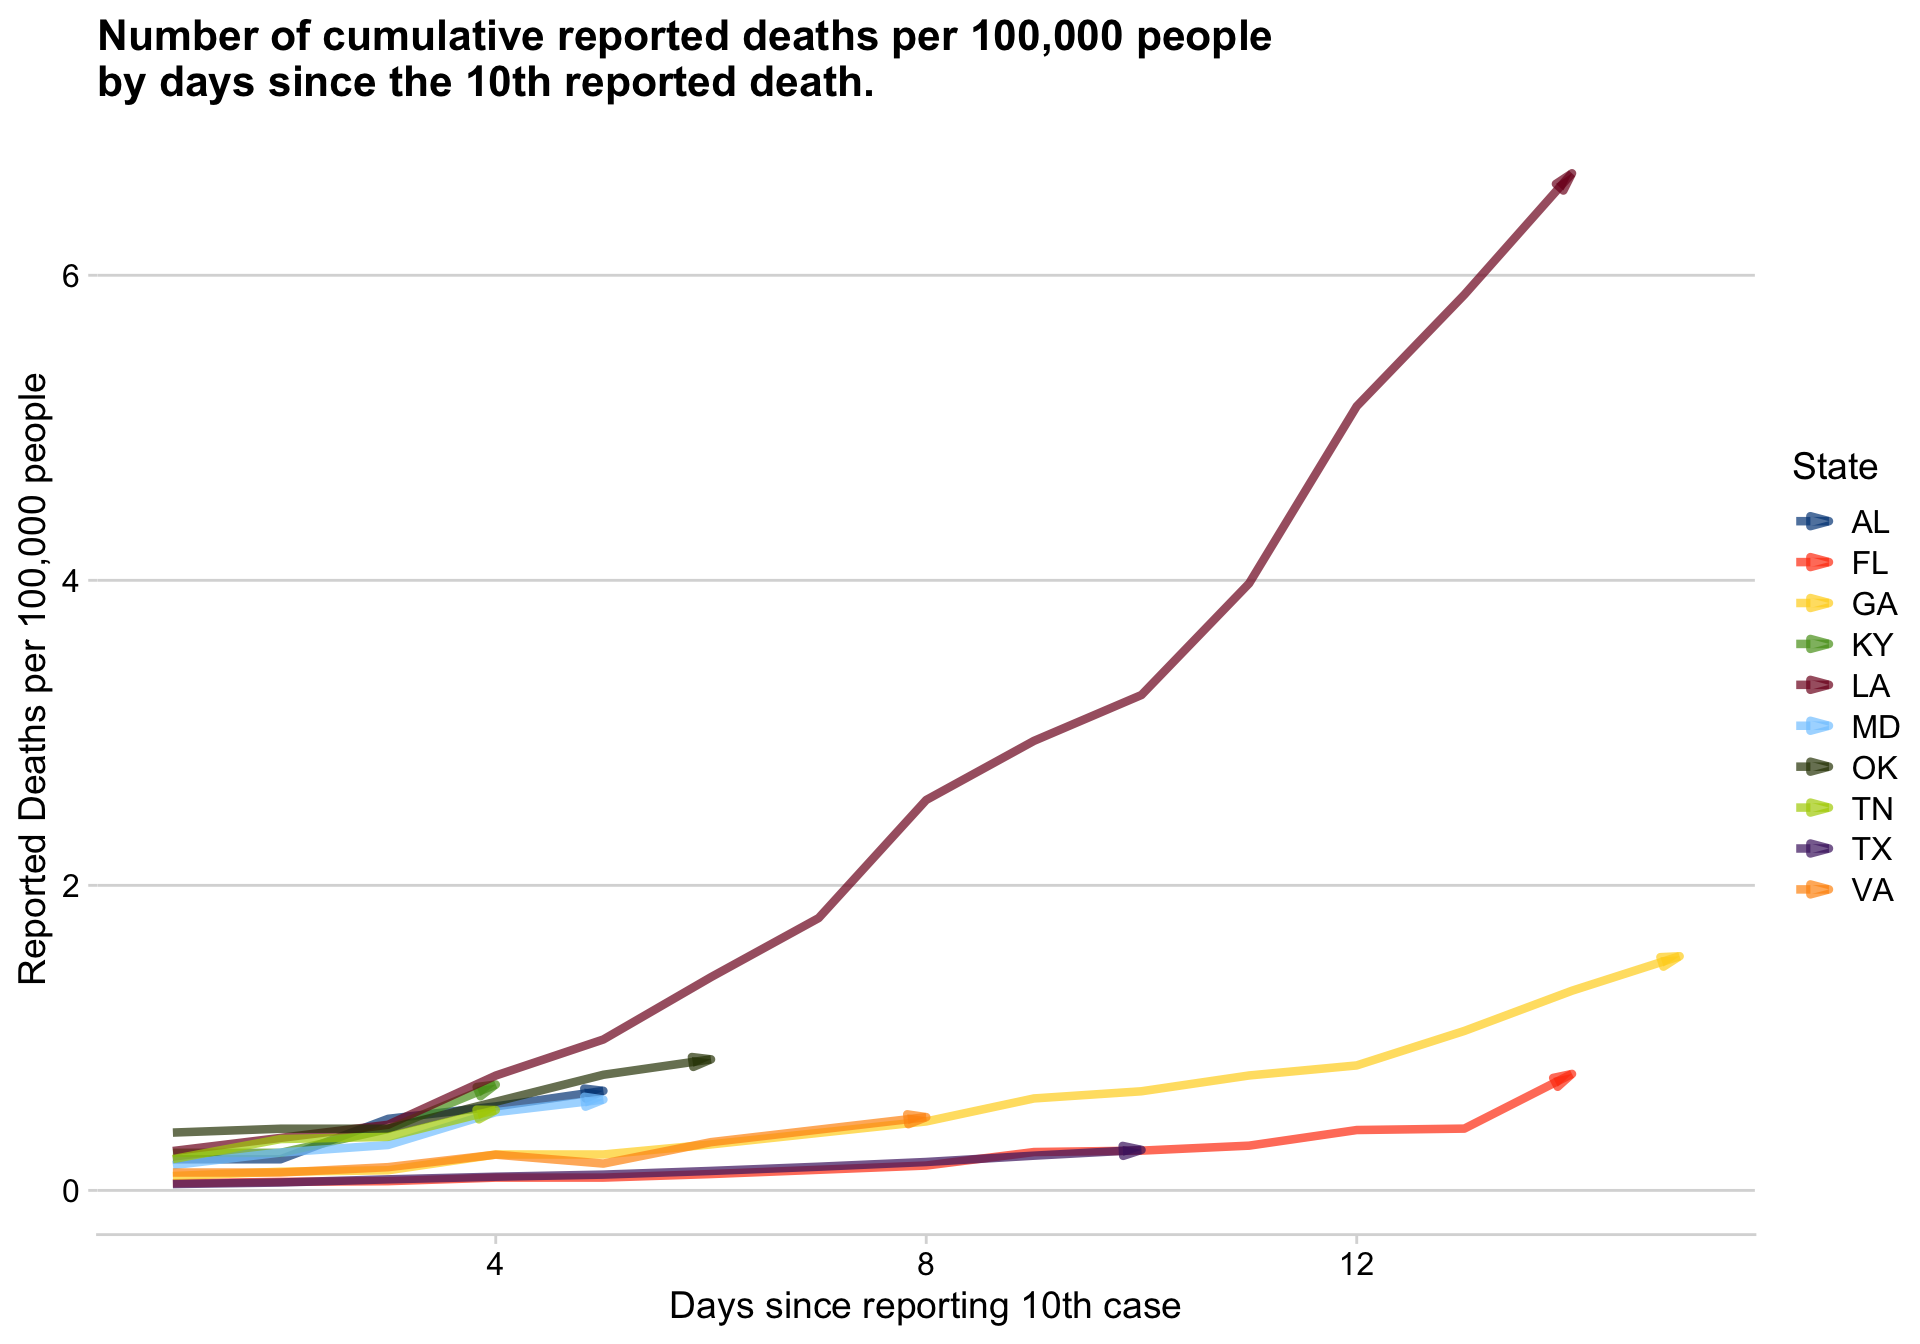 Number of cumulative reported deaths per 100,000 people
by days since the 10th reported death.
Reported Deaths per 100,000 people
6
4
2
0
4
8
12
Days since reporting 10th case
State
AL
FL
GA
KY
LA
MD
OK
TN
TX
VA